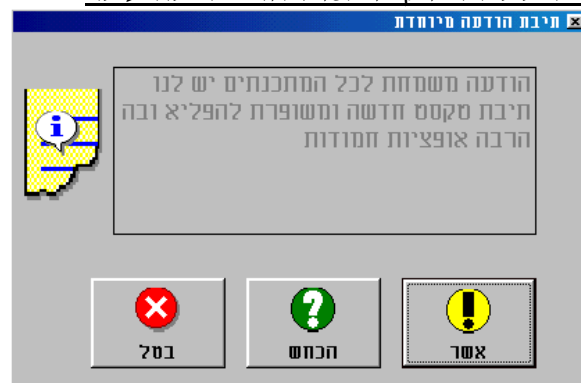 תיבת הודעה מיוחדת
הודעה משמחת לכל המתכנתים יש לנו
תיבת טקסט חדשה ומשופרת להפליא ובה
הרבה אופציות חמודות
אשר
הכחש
בטל